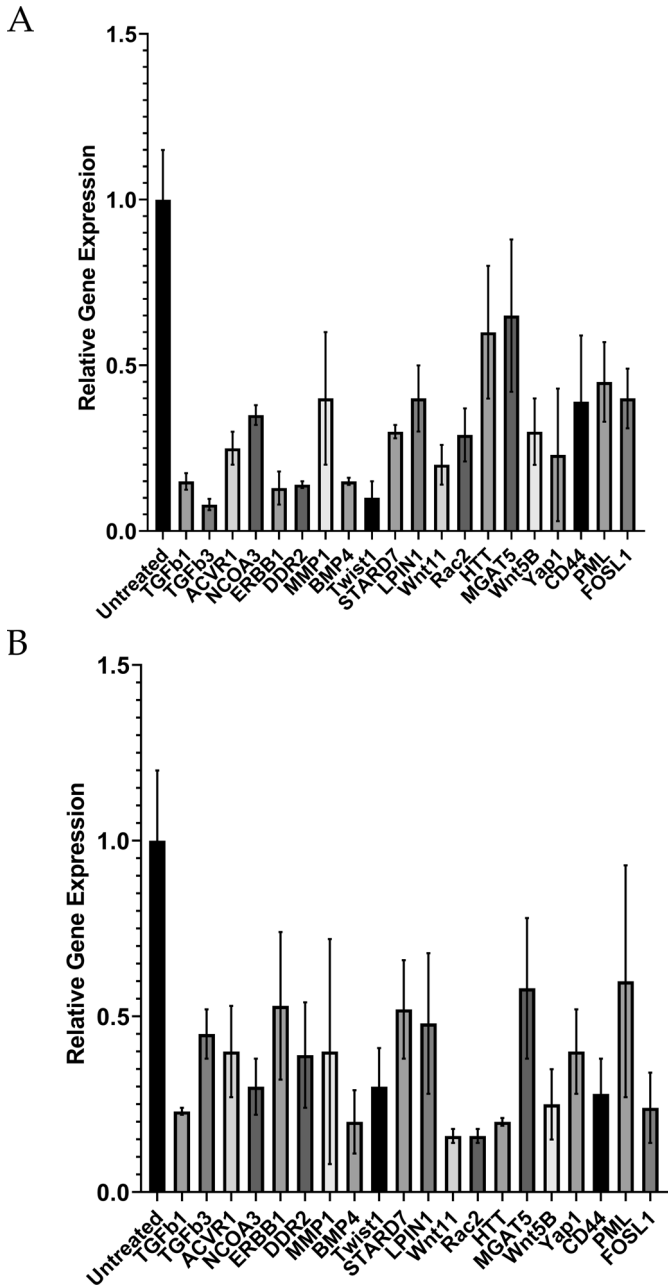 A
1.5
1.0
0.5
0.0
Relative Gene Expression
Untreated
TGFb1
TGFb3
ACVR1
NCOA3
ERBB1
DDR2
MMP1
BMP4
Twist1
STARD7
LPIN1
Wnt11
Rac2
HTT
MGAT5
Wnt5B
Yap1
CD44
PML
FOSL1
B
1.5
1.0
0.5
0.0
Relative Gene Expression
Untreated
TGFb1
TGFb3
ACVR1
NCOA3
ERBB1
DDR2
MMP1
BMP4
Twist1
STARD7
LPIN1
Wnt11
Rac2
HTT
MGAT5
Wnt5B
Yap1
CD44
PML
FOSL1